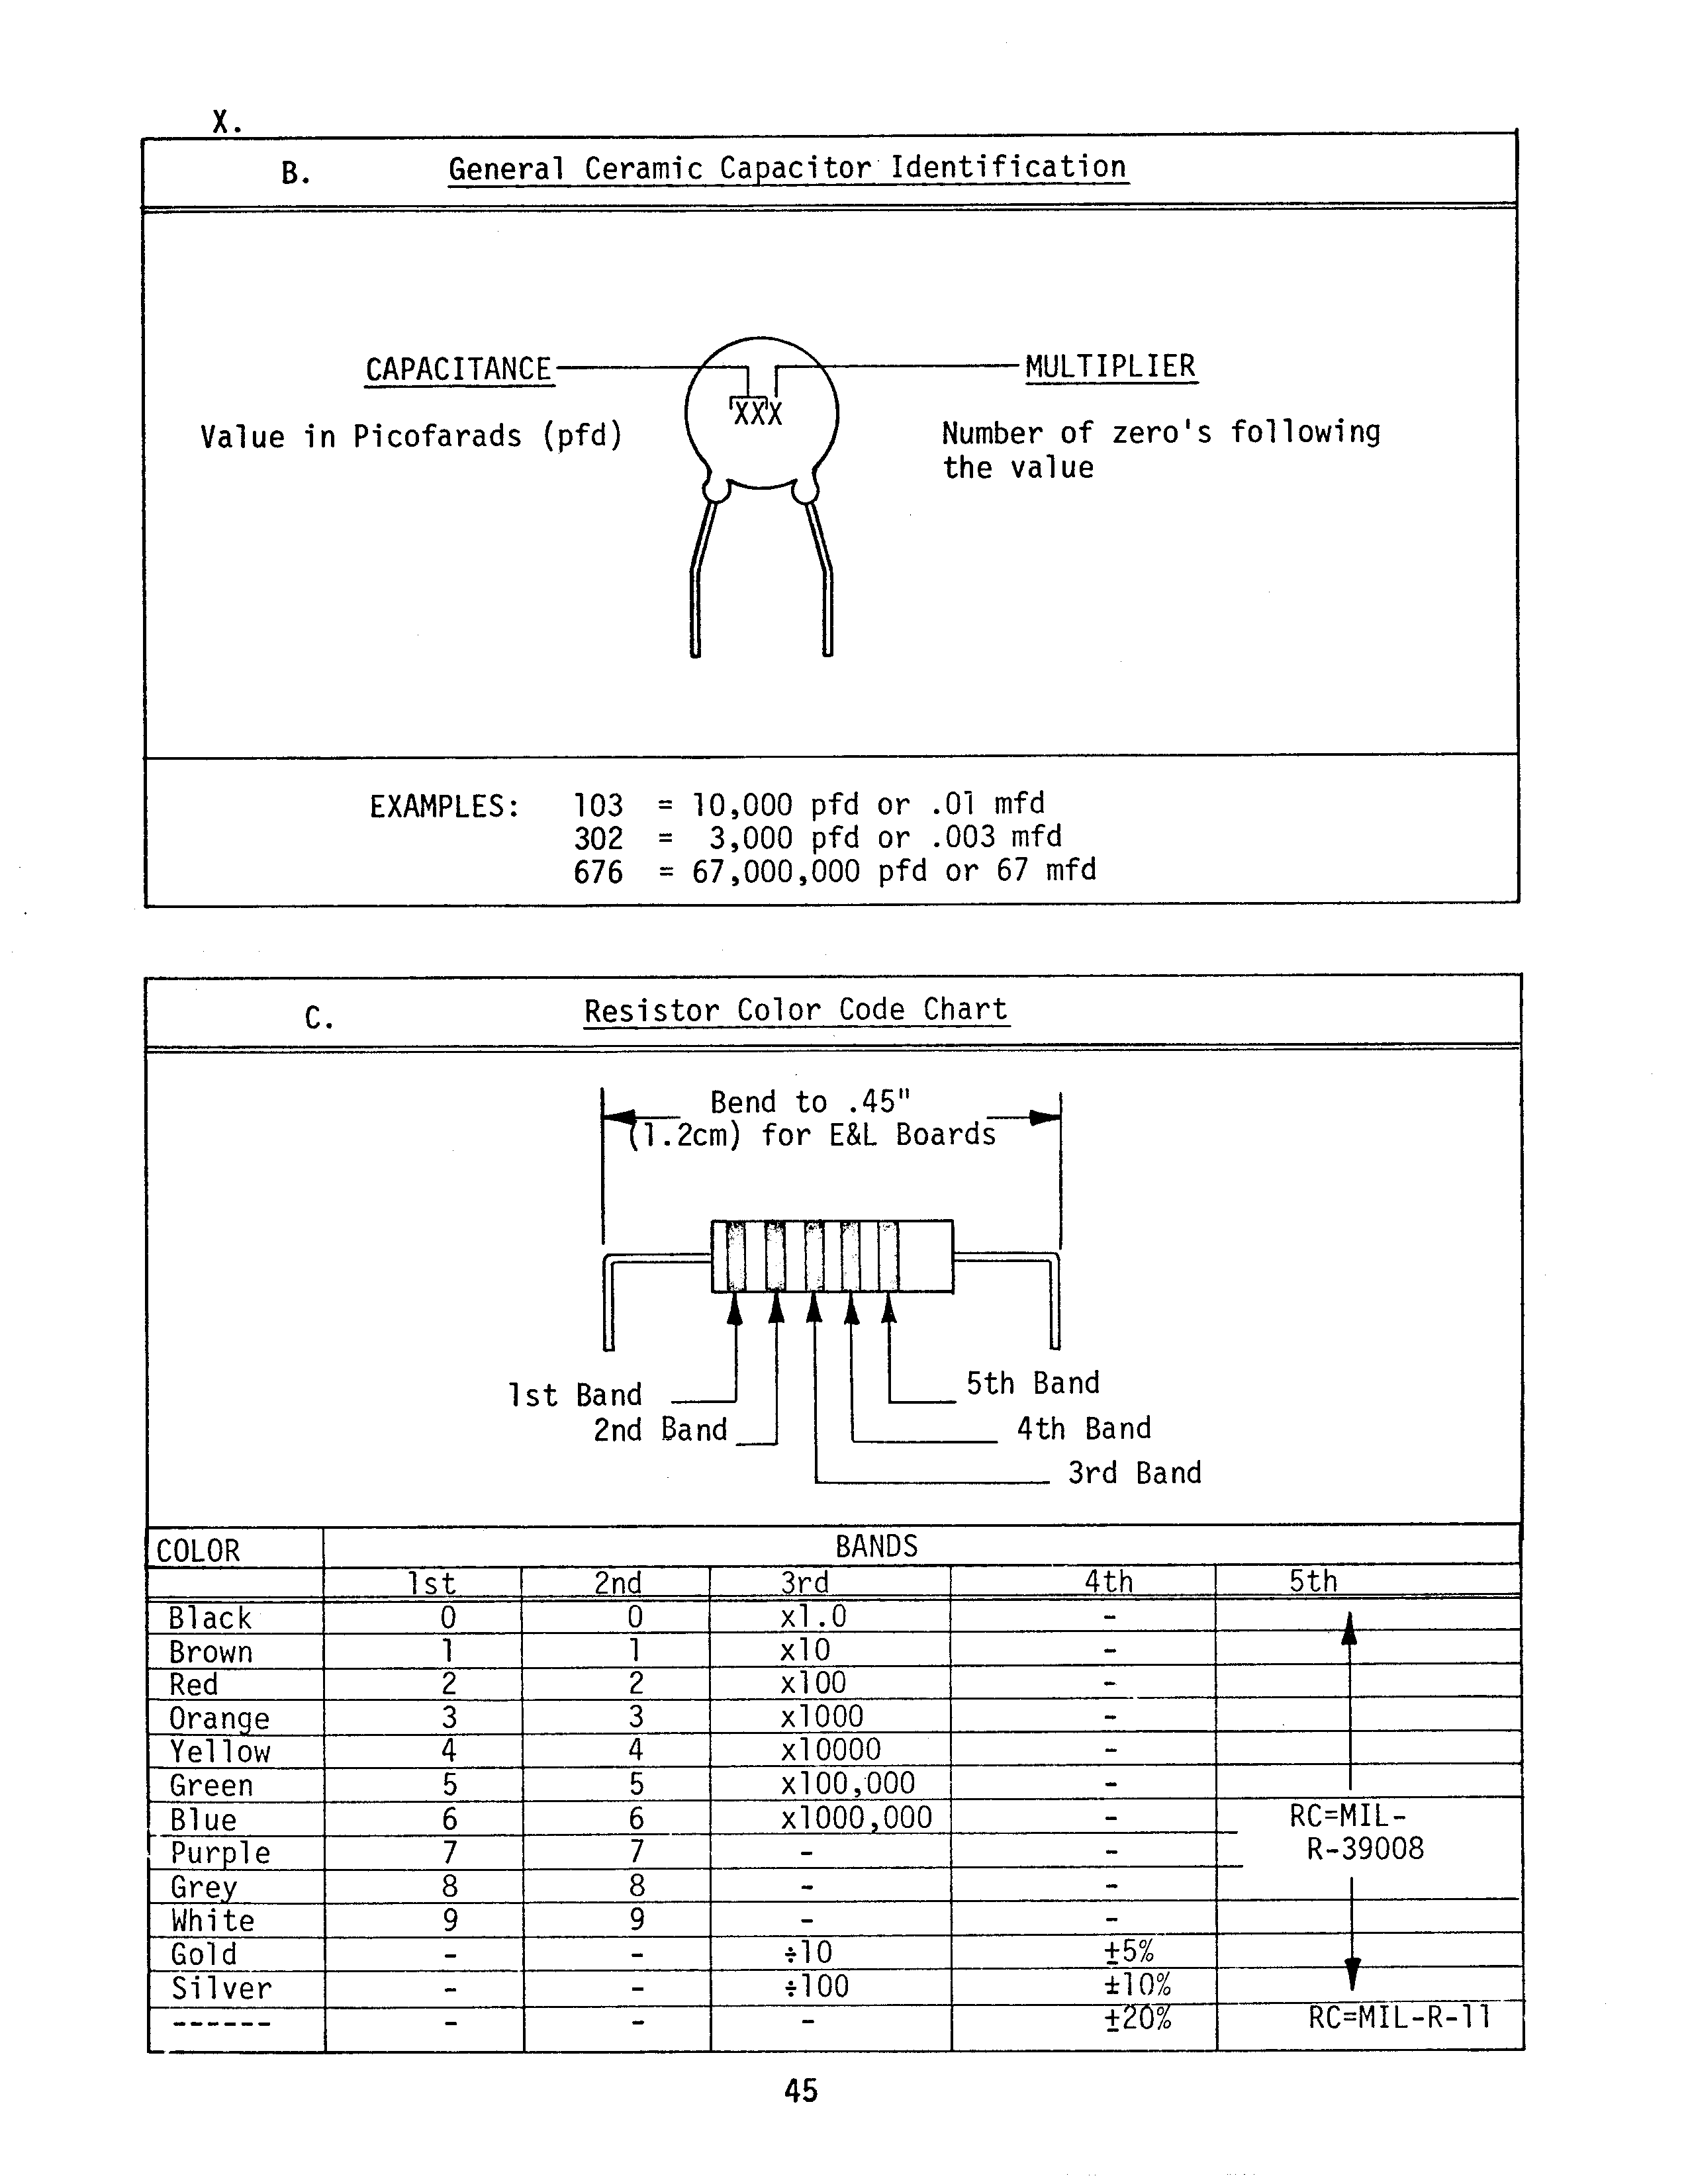 X.
B. General Ceramic Capacitor Identification
CAPACITANCE
MULTIPLIER
XXX
Value in Picofarads (pfd)
Number of zero's following
the value
EXAMPLES: 103 = 10,000 pfd or .01 mfd
302 = 3,000 pfd or .003 mfd
676 = 67,000,000 pfd or 67 mfd
C. Resistor Color Code Chart
Bend to .45"
(1.2cm) for E&L Boards
1st Band
5th Band
2nd Band
4th Band
3rd Band
COLOR BANDS
1st 2nd 3rd 4th 5th
Black 0 0 x1.0 -
Brown 1 1 x10 -
Red 2 2 x100 -
Orange 3 3 x1000 -
Yellow 4 4 x10000 -
Green 5 5 x100,000 -
Blue 6 6 x1000,000 - RC=MIL-
Purple 7 7 - - R-39008
Grey 8 8 - -
White 9 9 - -
Gold - - ÷10 ±5%
Silver - - ÷100 ±10%
------ - - - ±20% RC=MIL-R-11
45